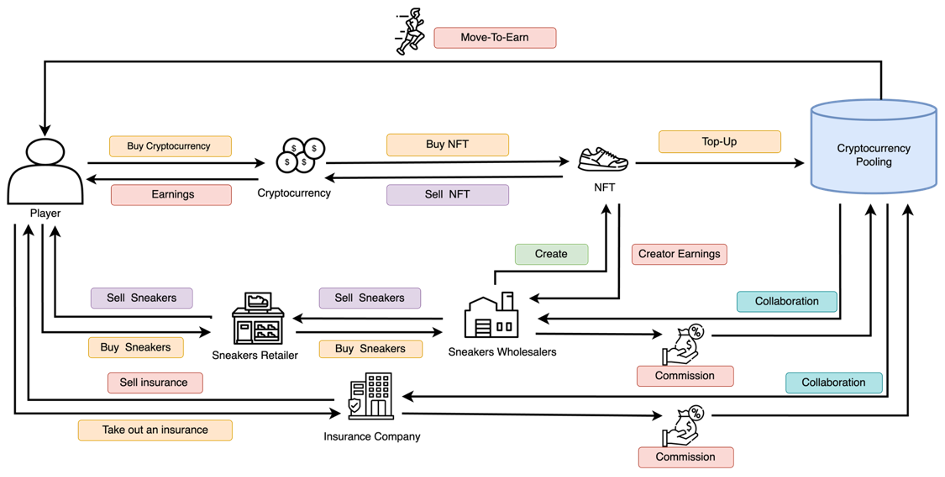 Move-To-Earn
Buy Cryptocurrency
Buy NFT
Top-Up
Cryptocurrency
Pooling
$ $
$ $
Earnings
Cryptocurrency
Sell NFT
NFT
Player
Create
Creator Earnings
Sell Sneakers
Sell Sneakers
Collaboration
Buy Sneakers
Sneakers Retailer
Buy Sneakers
Sneakers Wholesalers
%
$
Commission
Sell insurance
Collaboration
Take out an insurance
Insurance Company
%
$
Commission